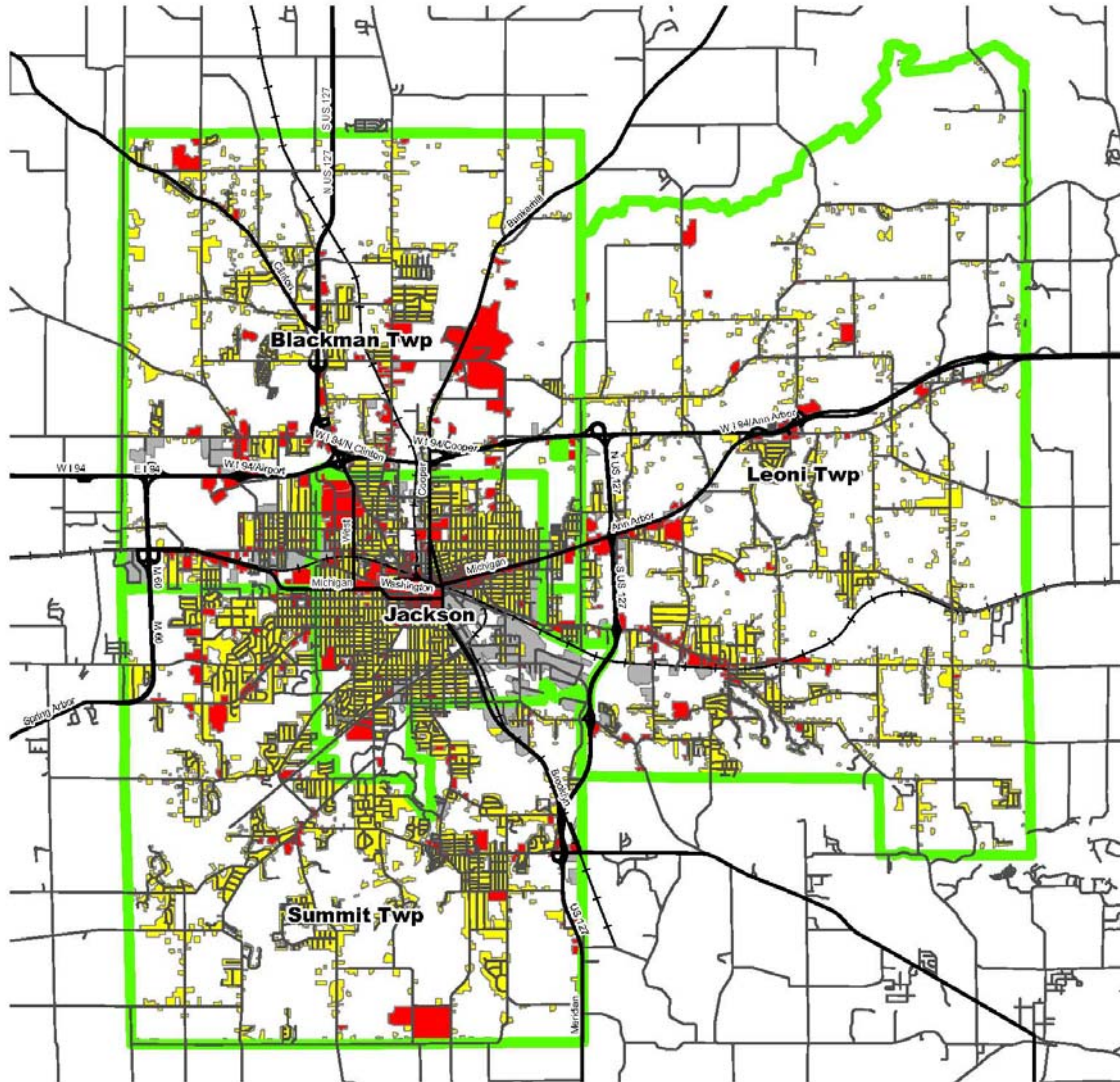 S US 127
N US 127
Bunkerhill
Clinton
Blackman Twp
W I 94/N Clinton
W I 94/Cooper
W I 94/Ann Arbor
W I 94
E I 94
W I 94/Airport
Cooper
N US 127
Leoni Twp
West
Ann Arbor
M 60
Michigan
Washington
Michigan
S US 127
Jackson
M 60
Spring Arbor
Brooklyn
Summit Twp
US 127
Meridian